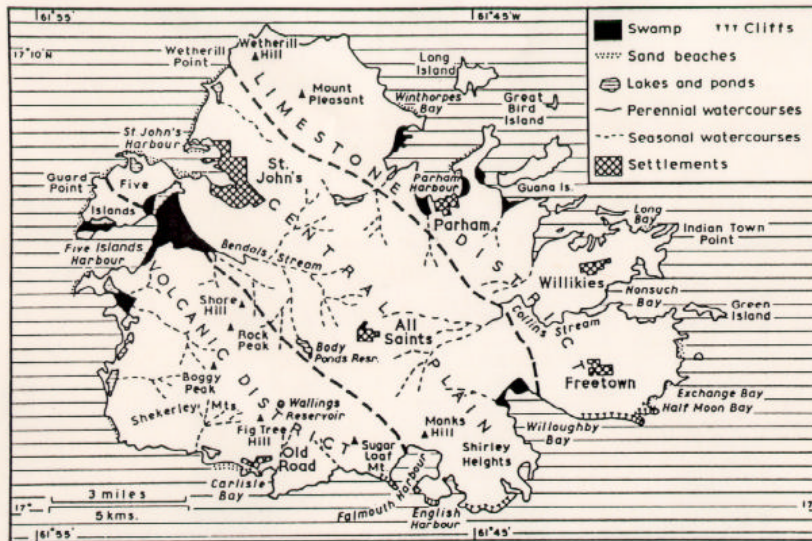 61°55'
61°45'W
17°10'N
Swamp
Cliffs
Sand beaches
Lakes and ponds
Perennial watercourses
Seasonal watercourses
Settlements
Wetherill
Point
Wetherill
Hill
Mount
Pleasant
Long
Island
Great
Bird
Island
Winthorpes
Bay
LIMESTONE DISTRICT
St John's
Harbour
St. John's
Guard
Point
Five
Islands
Five Islands
Harbour
Parham
Harbour
Parham
Guana Is.
Long
Bay
Indian Town
Point
Willikies
Nonsuch
Bay
Green
Island
CENTRAL PLAIN
Bendals Stream
VOLCANIC DISTRICT
Shore
Hill
Rock
Peak
Body
Ponds Resr.
All
Saints
Collins Stream
Freetown
Exchange Bay
Half Moon Bay
Willoughby
Bay
Boggy
Peak
Shekerley Mts.
Wallings
Reservoir
Fig Tree
Hill
Old
Road
Sugar
Loaf
Mt.
Monks
Hill
Shirley
Heights
Carlisle
Bay
Falmouth Harbour
English
Harbour
3 miles
5 kms.
17°
17°
61°55'
61°45'